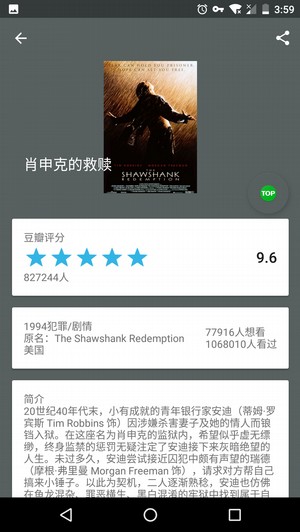 3:59
FEAR CAN HOLD YOU PRISONER.
HOPE CAN SET YOU FREE.
TIM ROBBINS MORGAN FREEMAN
THE
SHAWSHANK
REDEMPTION
肖申克的救赎
TOP
豆瓣评分
9.6
827244人
1994犯罪/剧情
原名：The Shawshank Redemption
美国
77916人想看
1068010人看过
简介
20世纪40年代末，小有成就的青年银行家安迪（蒂姆·罗
宾斯 Tim Robbins 饰）因涉嫌杀害妻子及她的情人而锒
铛入狱。在这座名为肖申克的监狱内，希望似乎虚无缥
缈，终身监禁的惩罚无疑注定了安迪接下来灰暗绝望的
人生。未过多久，安迪尝试接近囚犯中颇有声望的瑞德
（摩根·弗里曼 Morgan Freeman 饰），请求对方帮自己
搞来小锤子。以此为契机，二人逐渐熟稔，安迪也仿佛
在鱼龙混杂、罪恶横生、黑白混淆的牢狱中找到属于自